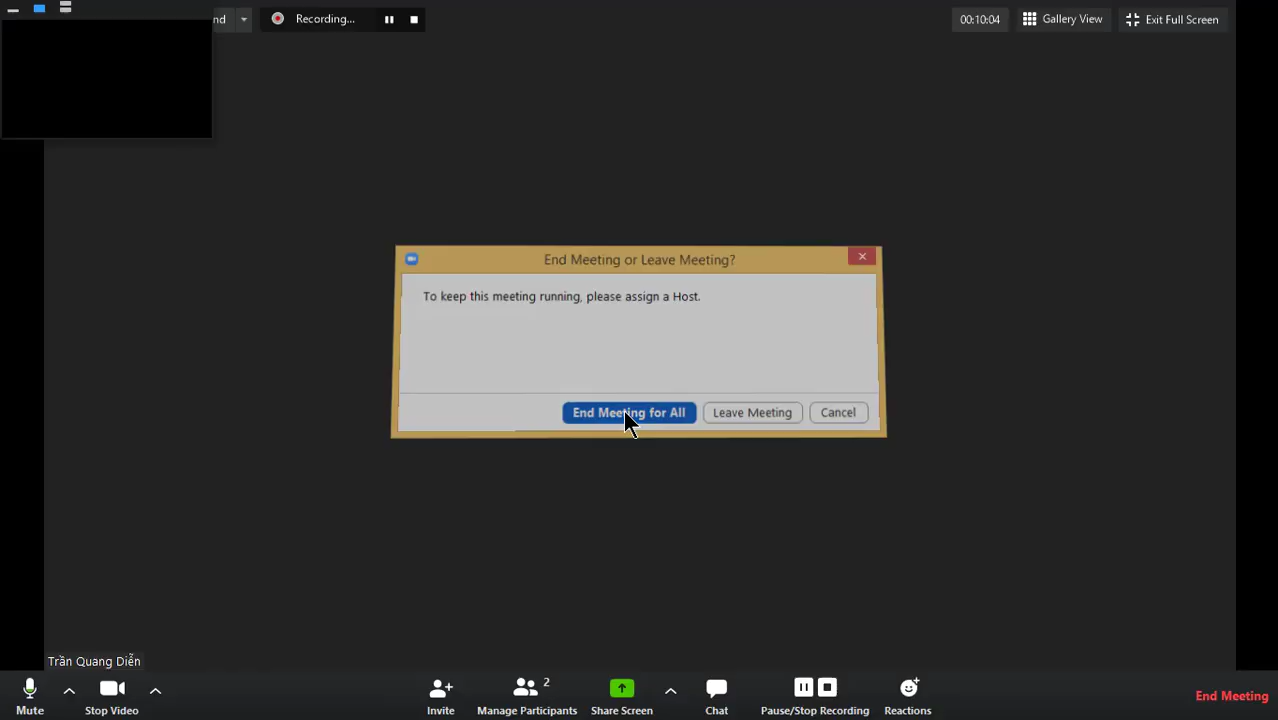 nd
Recording...
00:10:04
Gallery View
Exit Full Screen
End Meeting or Leave Meeting?
To keep this meeting running, please assign a Host.
End Meeting for All
Leave Meeting
Cancel
Trần Quang Diễn
Mute
Stop Video
Invite
2
Manage Participants
Share Screen
Chat
Pause/Stop Recording
Reactions
End Meeting